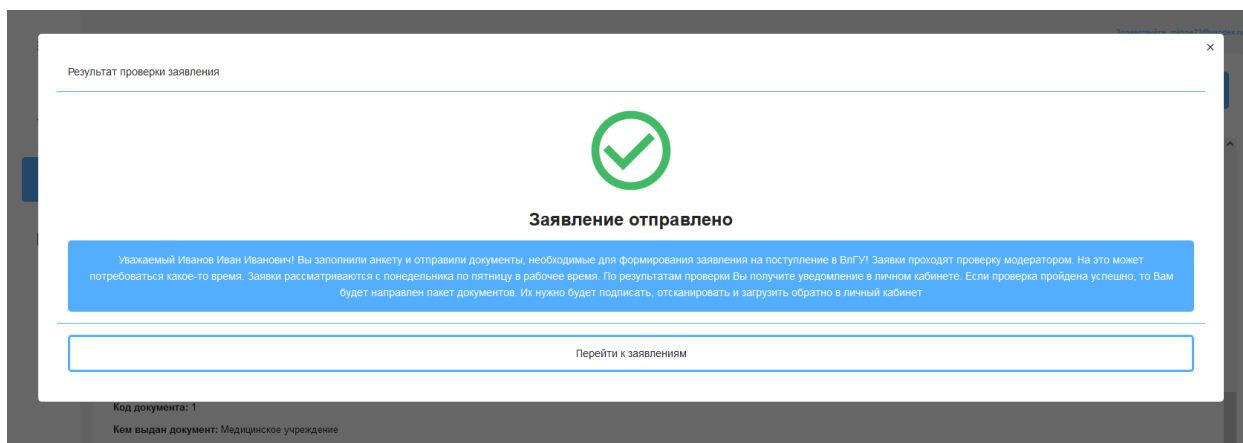 Результат проверки заявления
×
Заявление отправлено
Уважаемый Иванов Иван Иванович! Вы заполнили анкету и отправили документы, необходимые для формирования заявления на поступление в ВлГУ! Заявки проходят проверку модератором. На это может
потребоваться какое-то время. Заявки рассматриваются с понедельника по пятницу в рабочее время. По результатам проверки Вы получите уведомление в личном кабинете. Если проверка пройдена успешно, то Вам
будет направлен пакет документов. Их нужно будет подписать, отсканировать и загрузить обратно в личный кабинет
Перейти к заявлениям
Код документа: 1
Кем выдан документ: Медицинское учреждение